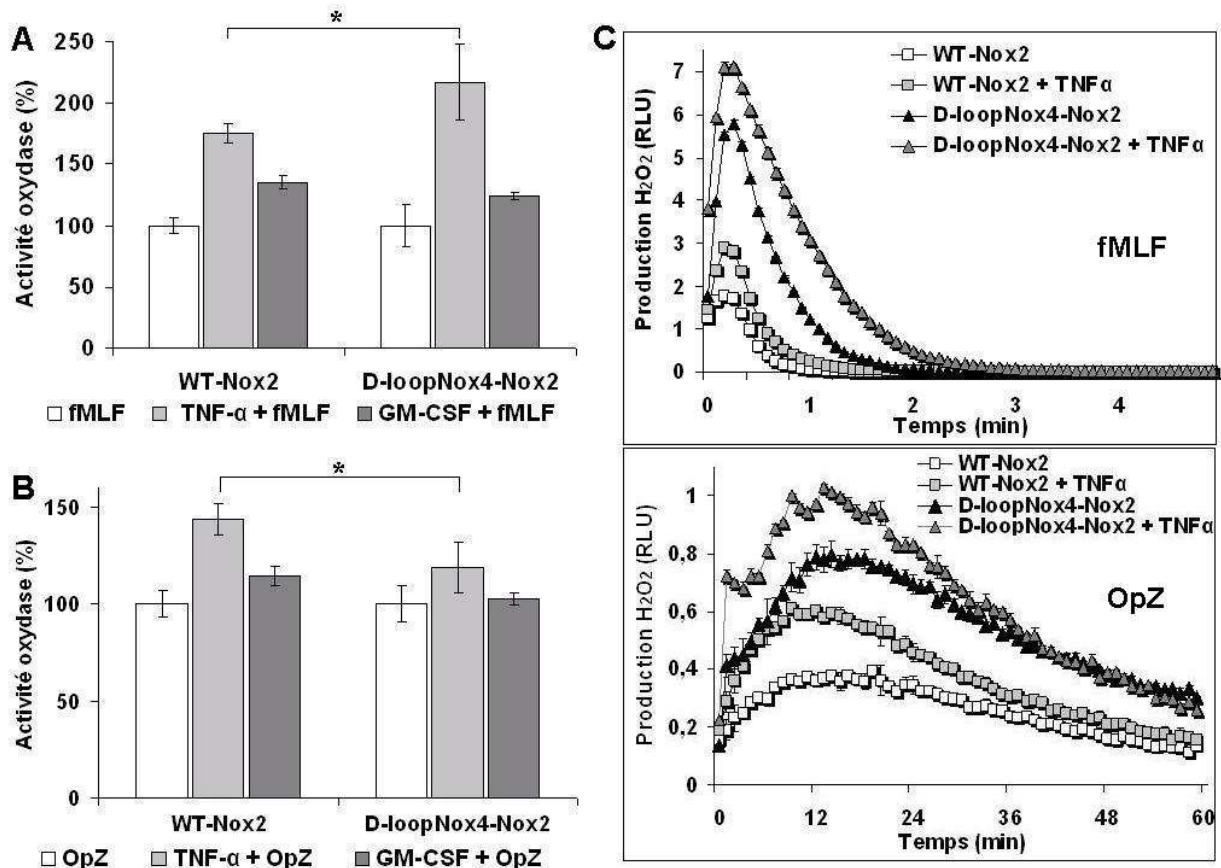 A
*
Activité oxydase (%)
250
200
150
100
50
0
WT-Nox2
D-loopNox4-Nox2
fMLF
TNF-α + fMLF
GM-CSF + fMLF
B
*
Activité oxydase (%)
150
100
50
0
WT-Nox2
D-loopNox4-Nox2
OpZ
TNF-α + OpZ
GM-CSF + OpZ
C
WT-Nox2
WT-Nox2 + TNFα
D-loopNox4-Nox2
D-loopNox4-Nox2 + TNFα
fMLF
Production H₂O₂ (RLU)
7
6
5
4
3
2
1
0
0 1 2 3 4
Temps (min)
WT-Nox2
WT-Nox2 + TNFα
D-loopNox4-Nox2
D-loopNox4-Nox2 + TNFα
OpZ
Production H₂O₂ (RLU)
1
0,8
0,6
0,4
0,2
0
0 12 24 36 48 60
Temps (min)